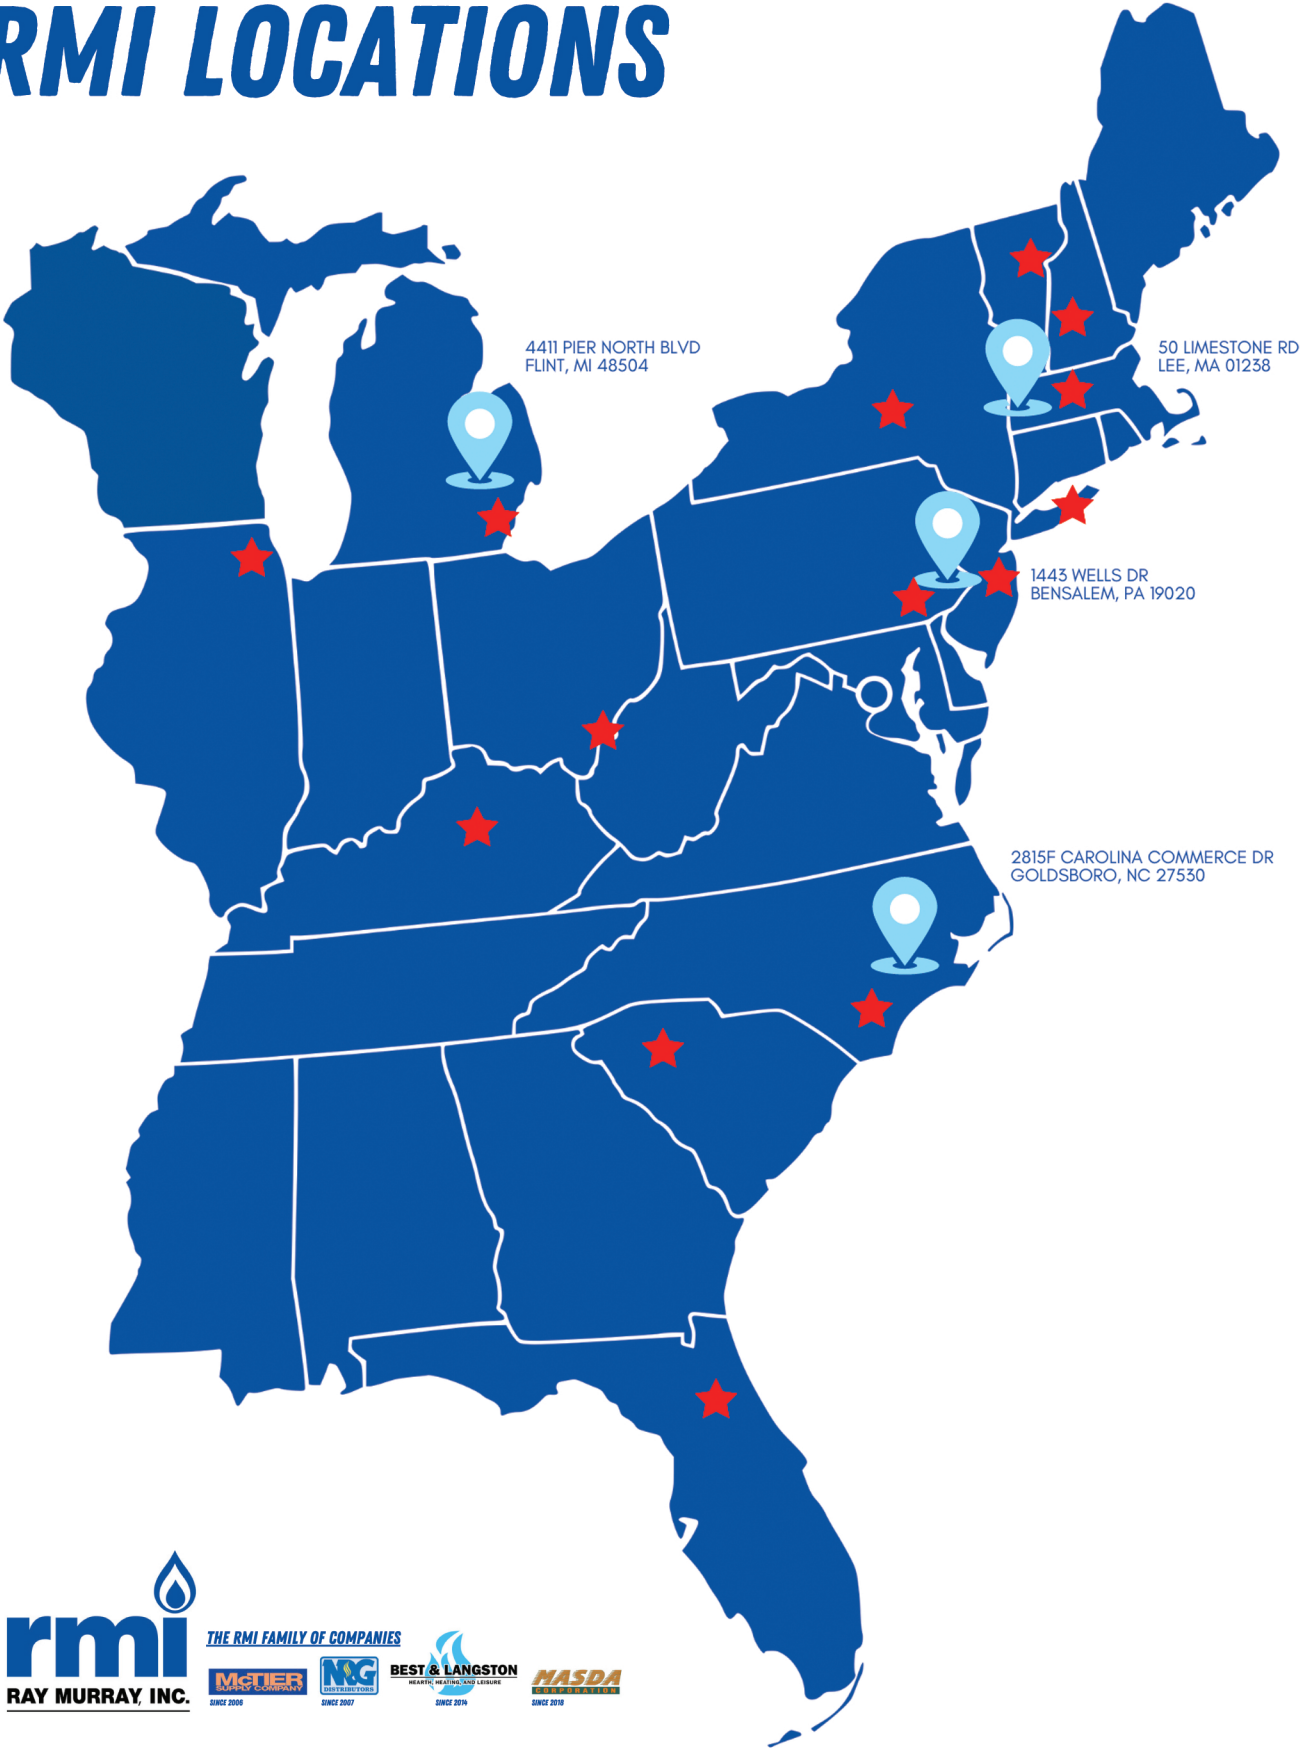 RMI LOCATIONS
4411 PIER NORTH BLVD
FLINT, MI 48504
50 LIMESTONE RD
LEE, MA 01238
1443 WELLS DR
BENSALEM, PA 19020
2815F CAROLINA COMMERCE DR
GOLDSBORO, NC 27530
rmi
RAY MURRAY, INC.
THE RMI FAMILY OF COMPANIES
McTIER
SUPPLY COMPANY
SINCE 2006
NRG
DISTRIBUTORS
SINCE 2007
BEST & LANGSTON
HEARTH, HEATING, AND LEISURE
SINCE 2014
MASDA
CORPORATION
SINCE 2018